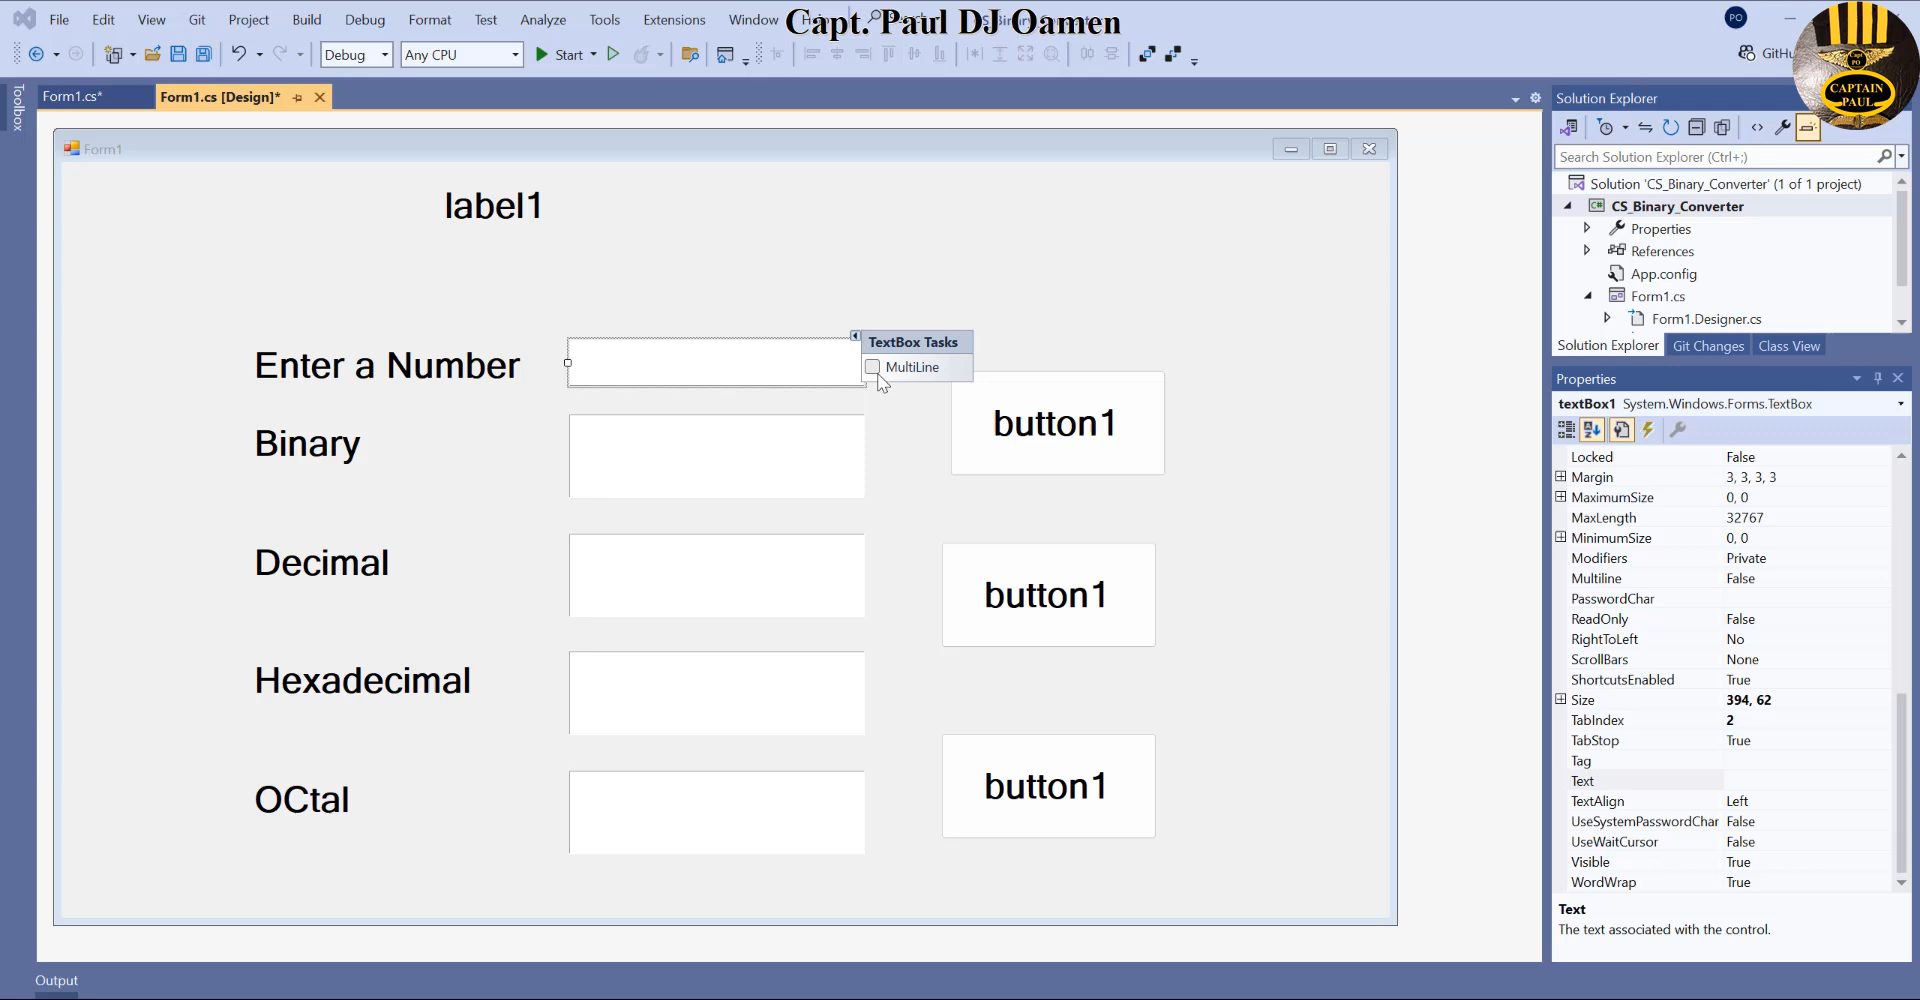 File Edit View Git Project Build Debug Format Test Analyze Tools Extensions Window
Capt. Paul DJ Oamen
PO
Debug Any CPU Start
GitHu
CAPTAIN
PAUL
Toolbox
Form1.cs* Form1.cs [Design]*
Form1
label1
Enter a Number
TextBox Tasks
MultiLine
button1
Binary
Decimal
button1
Hexadecimal
OCtal
button1
Output
Solution Explorer
Search Solution Explorer (Ctrl+;)
Solution 'CS_Binary_Converter' (1 of 1 project)
C# CS_Binary_Converter
Properties
References
App.config
Form1.cs
Form1.Designer.cs
Solution Explorer Git Changes Class View
Properties
textBox1 System.Windows.Forms.TextBox
Locked False
Margin 3, 3, 3, 3
MaximumSize 0, 0
MaxLength 32767
MinimumSize 0, 0
Modifiers Private
Multiline False
PasswordChar
ReadOnly False
RightToLeft No
ScrollBars None
ShortcutsEnabled True
Size 394, 62
TabIndex 2
TabStop True
Tag
Text
TextAlign Left
UseSystemPasswordChar False
UseWaitCursor False
Visible True
WordWrap True
Text
The text associated with the control.